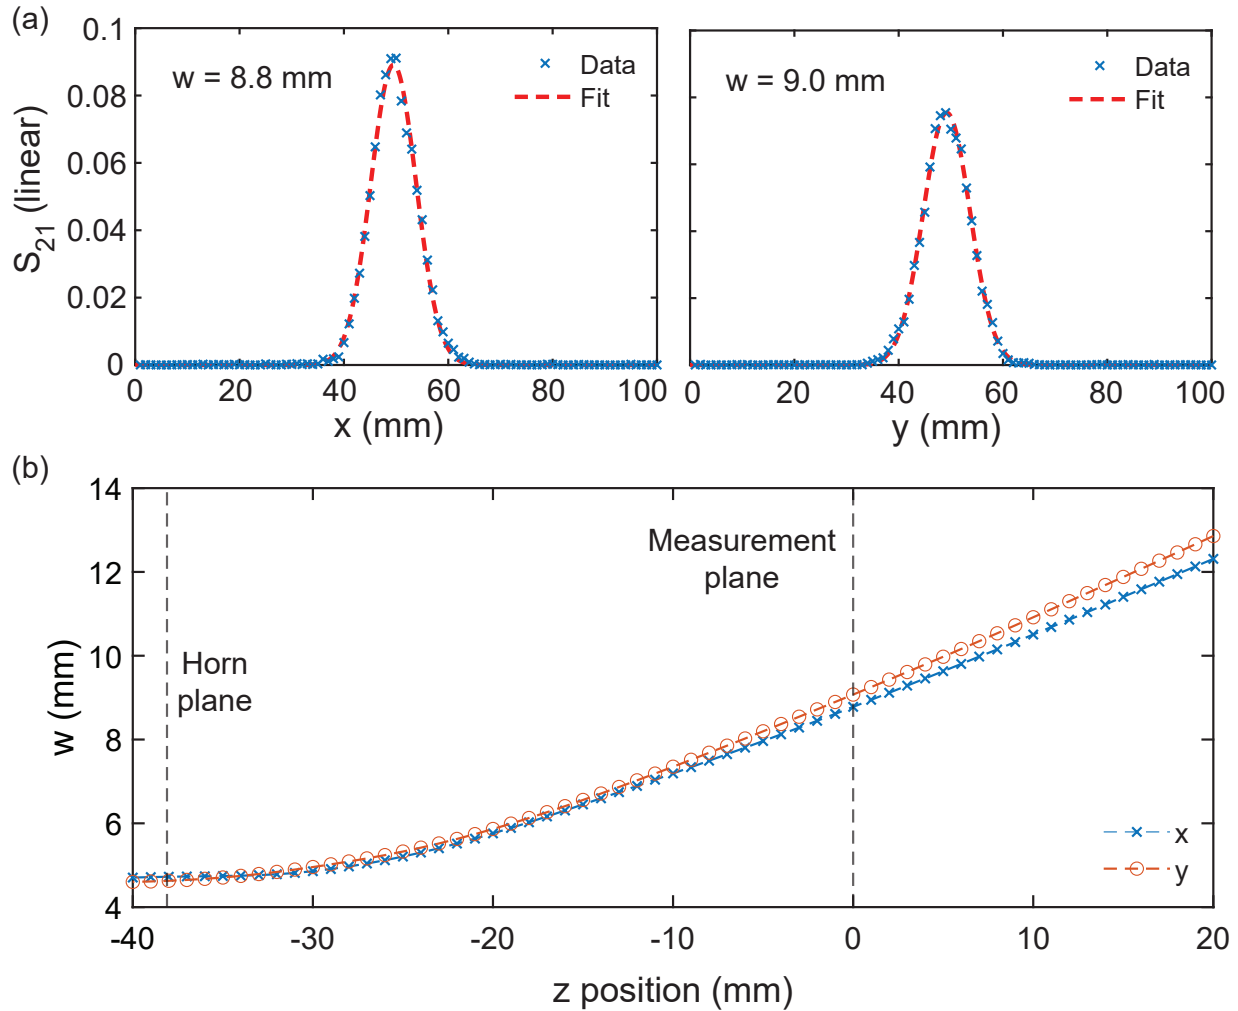 (a)
0.1
0.08
0.06
0.04
0.02
0
S21 (linear)
w = 8.8 mm
Data
Fit
0 20 40 60 80 100
x (mm)
w = 9.0 mm
Data
Fit
0 20 40 60 80 100
y (mm)
(b)
14
12
10
8
6
4
w (mm)
Horn
plane
Measurement
plane
x
y
-40 -30 -20 -10 0 10 20
z position (mm)